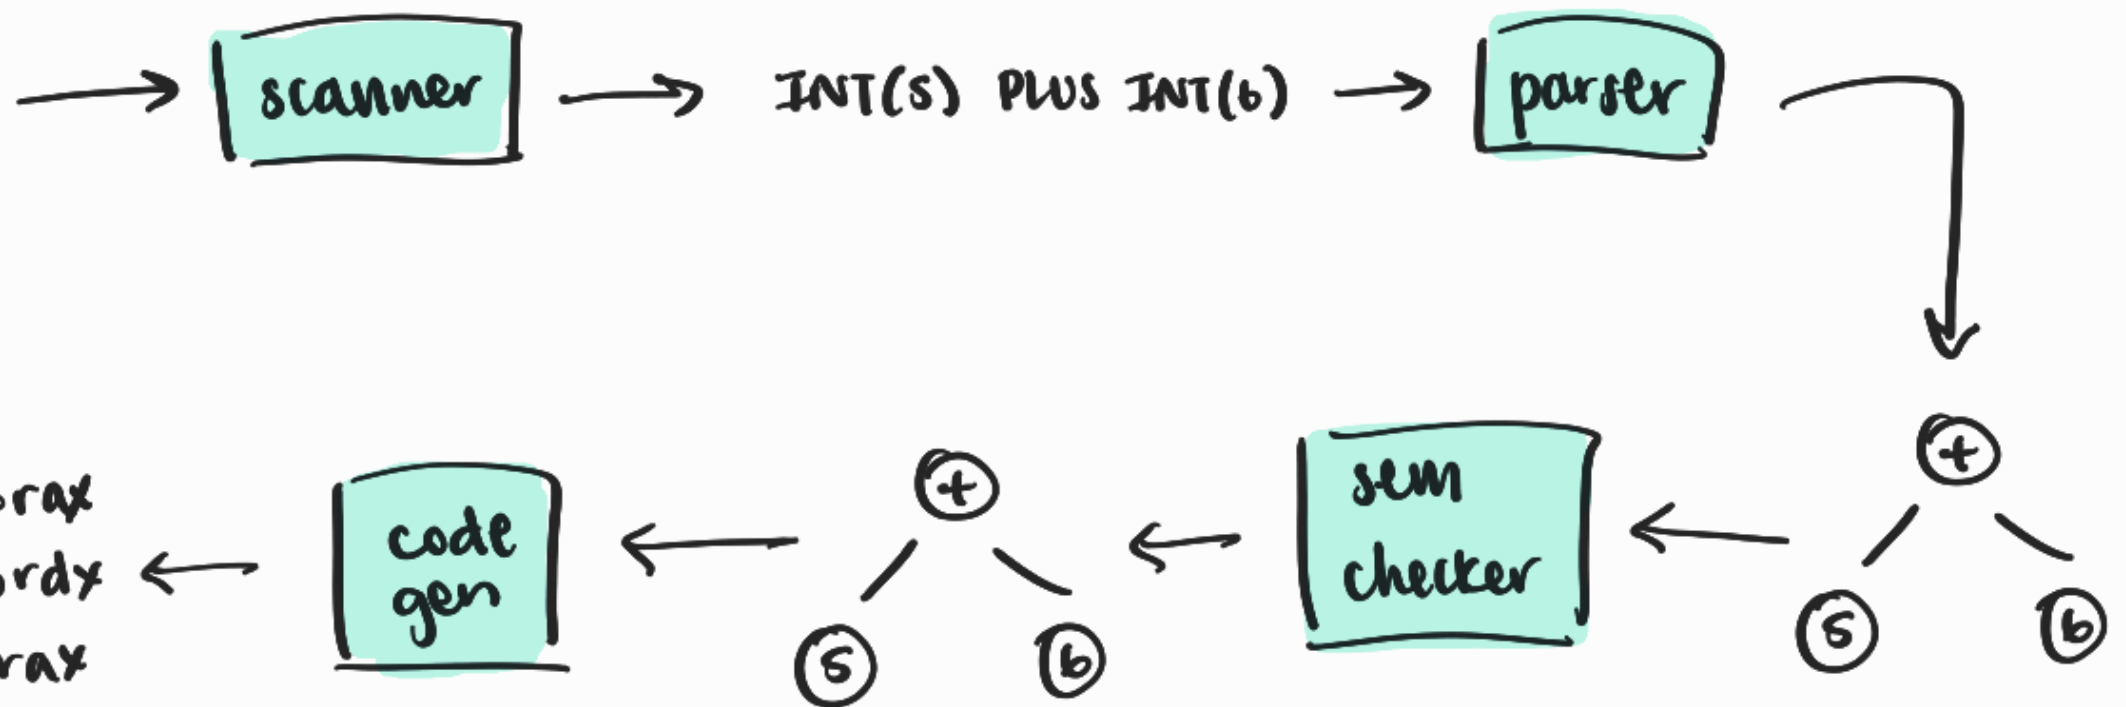 scanner
INT(5) PLUS INT(6)
parser
+
5
6
sem
checker
+
5
6
code
gen
rax
rdx
rax